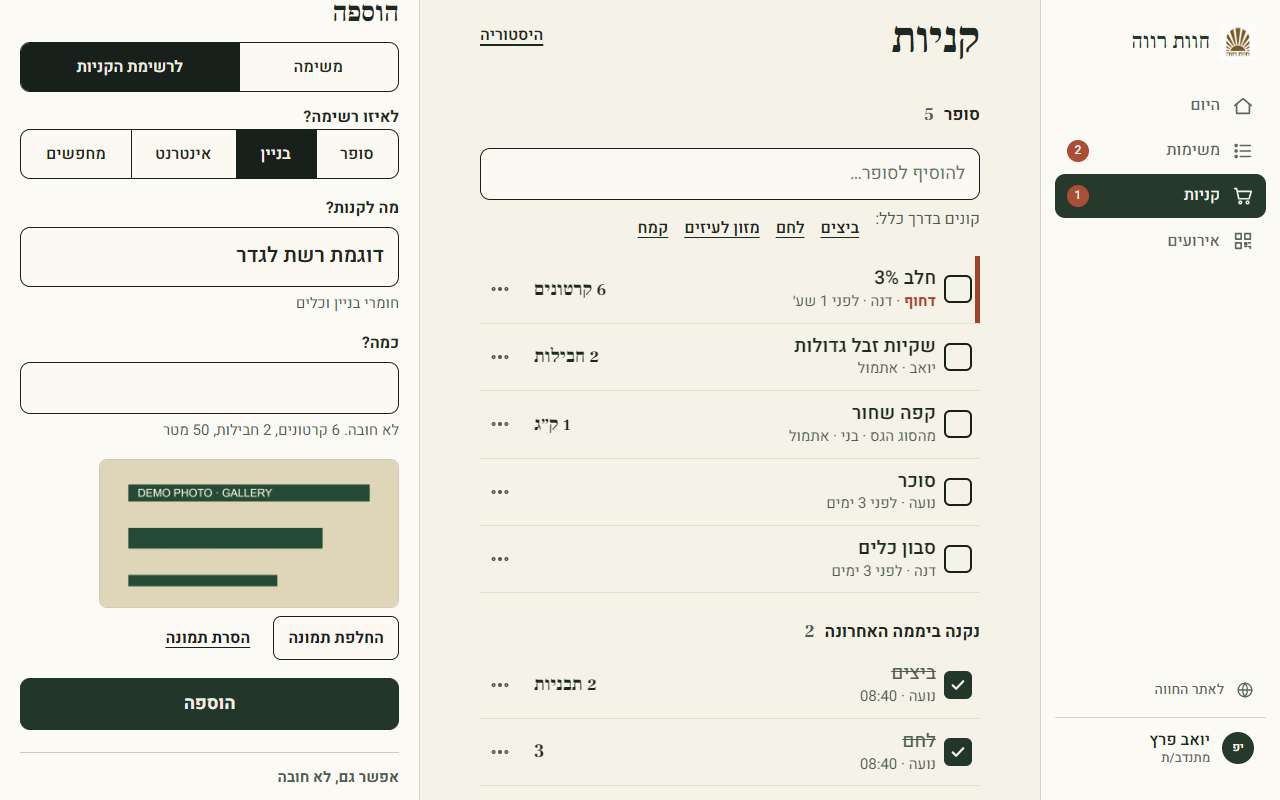 חוות רווה
היום
משימות 2
קניות 1
אירועים
לאתר החווה
יפ
יואב פרץ
מתנדב/ת
קניות
היסטוריה
סופר 5
להוסיף לסופר...
קונים בדרך כלל: ביצים לחם מזון לעיזים קמח
חלב 3%
דחוף · דנה · לפני 1 שע׳
6 קרטונים
שקיות זבל גדולות
יואב · אתמול
2 חבילות
קפה שחור
מהסוג הגס · בני · אתמול
1 ק״ג
סוכר
נועה · לפני 3 ימים
סבון כלים
דנה · לפני 3 ימים
נקנה ביממה האחרונה 2
ביצים
נועה · 08:40
2 תבניות
לחם
נועה · 08:40
3
הוספה
משימה
לרשימת הקניות
לאיזו רשימה?
סופר
בניין
אינטרנט
מחפשים
מה לקנות?
דוגמת רשת לגדר
חומרי בניין וכלים
כמה?
לא חובה. 6 קרטונים, 2 חבילות, 50 מטר
DEMO PHOTO · GALLERY
החלפת תמונה
הסרת תמונה
הוספה
אפשר גם, לא חובה